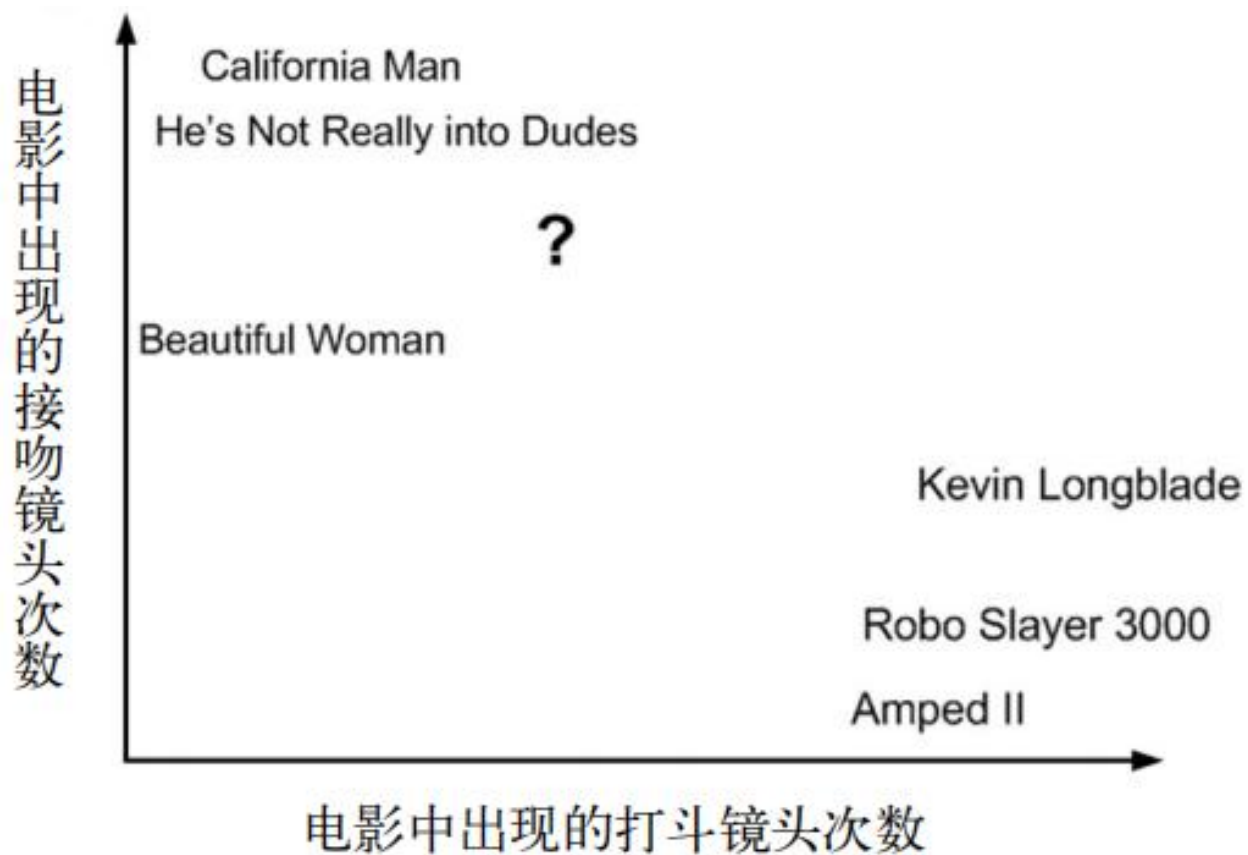 电影中出现的接吻镜头次数
California Man
He's Not Really into Dudes
?
Beautiful Woman
Kevin Longblade
Robo Slayer 3000
Amped II
电影中出现的打斗镜头次数